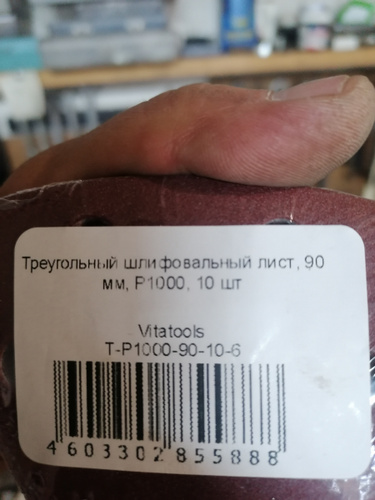 Треугольный шлифовальный лист, 90
мм, P1000, 10 шт
Vitatools
T-P1000-90-10-6
4 603302 855888